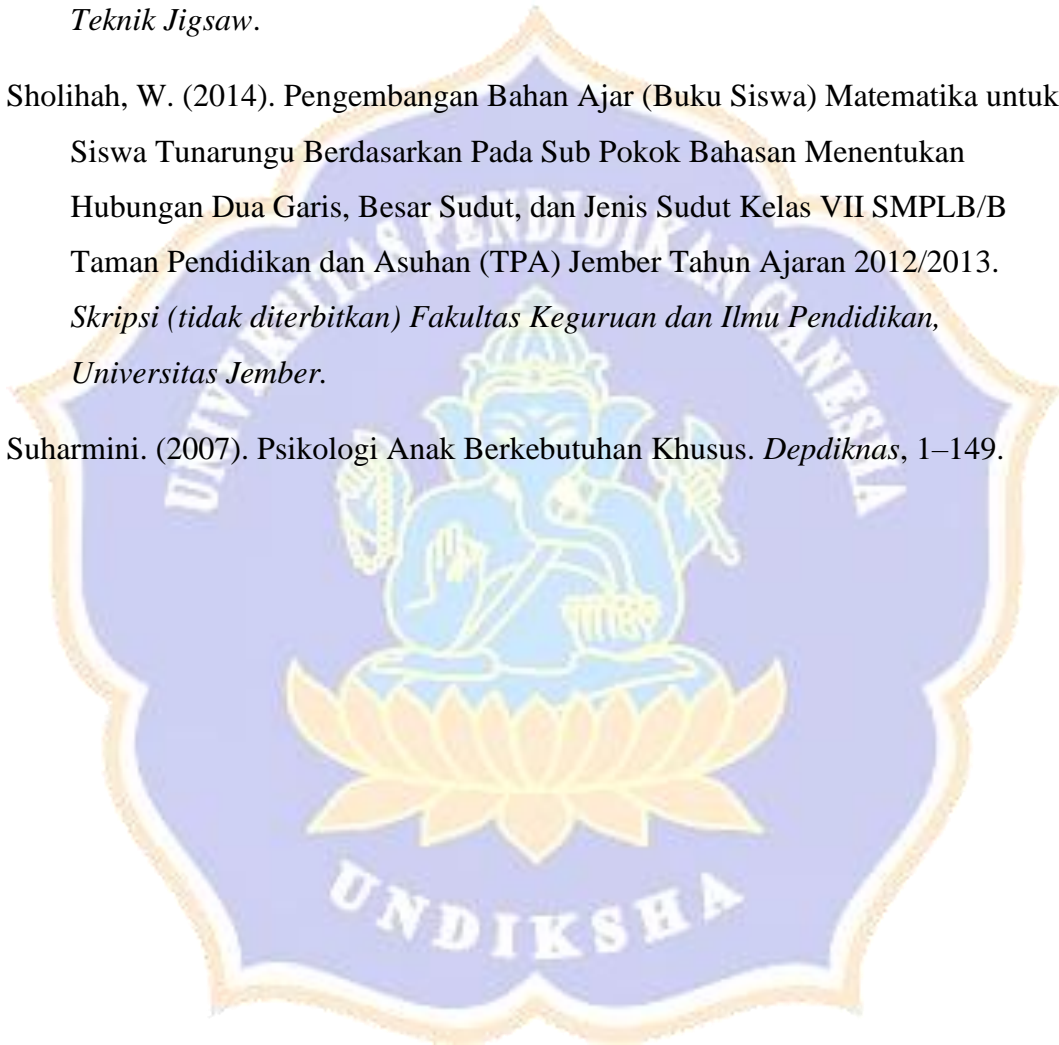 Teknik Jigsaw.
Sholihah, W. (2014). Pengembangan Bahan Ajar (Buku Siswa) Matematika untuk
Siswa Tunarungu Berdasarkan Pada Sub Pokok Bahasan Menentukan
Hubungan Dua Garis, Besar Sudut, dan Jenis Sudut Kelas VII SMPLB/B
Taman Pendidikan dan Asuhan (TPA) Jember Tahun Ajaran 2012/2013.
Skripsi (tidak diterbitkan) Fakultas Keguruan dan Ilmu Pendidikan,
Universitas Jember.
Suharmini. (2007). Psikologi Anak Berkebutuhan Khusus. Depdiknas, 1–149.
UNIVERSITAS PENDIDIKAN GANESHA
UNDIKSHA